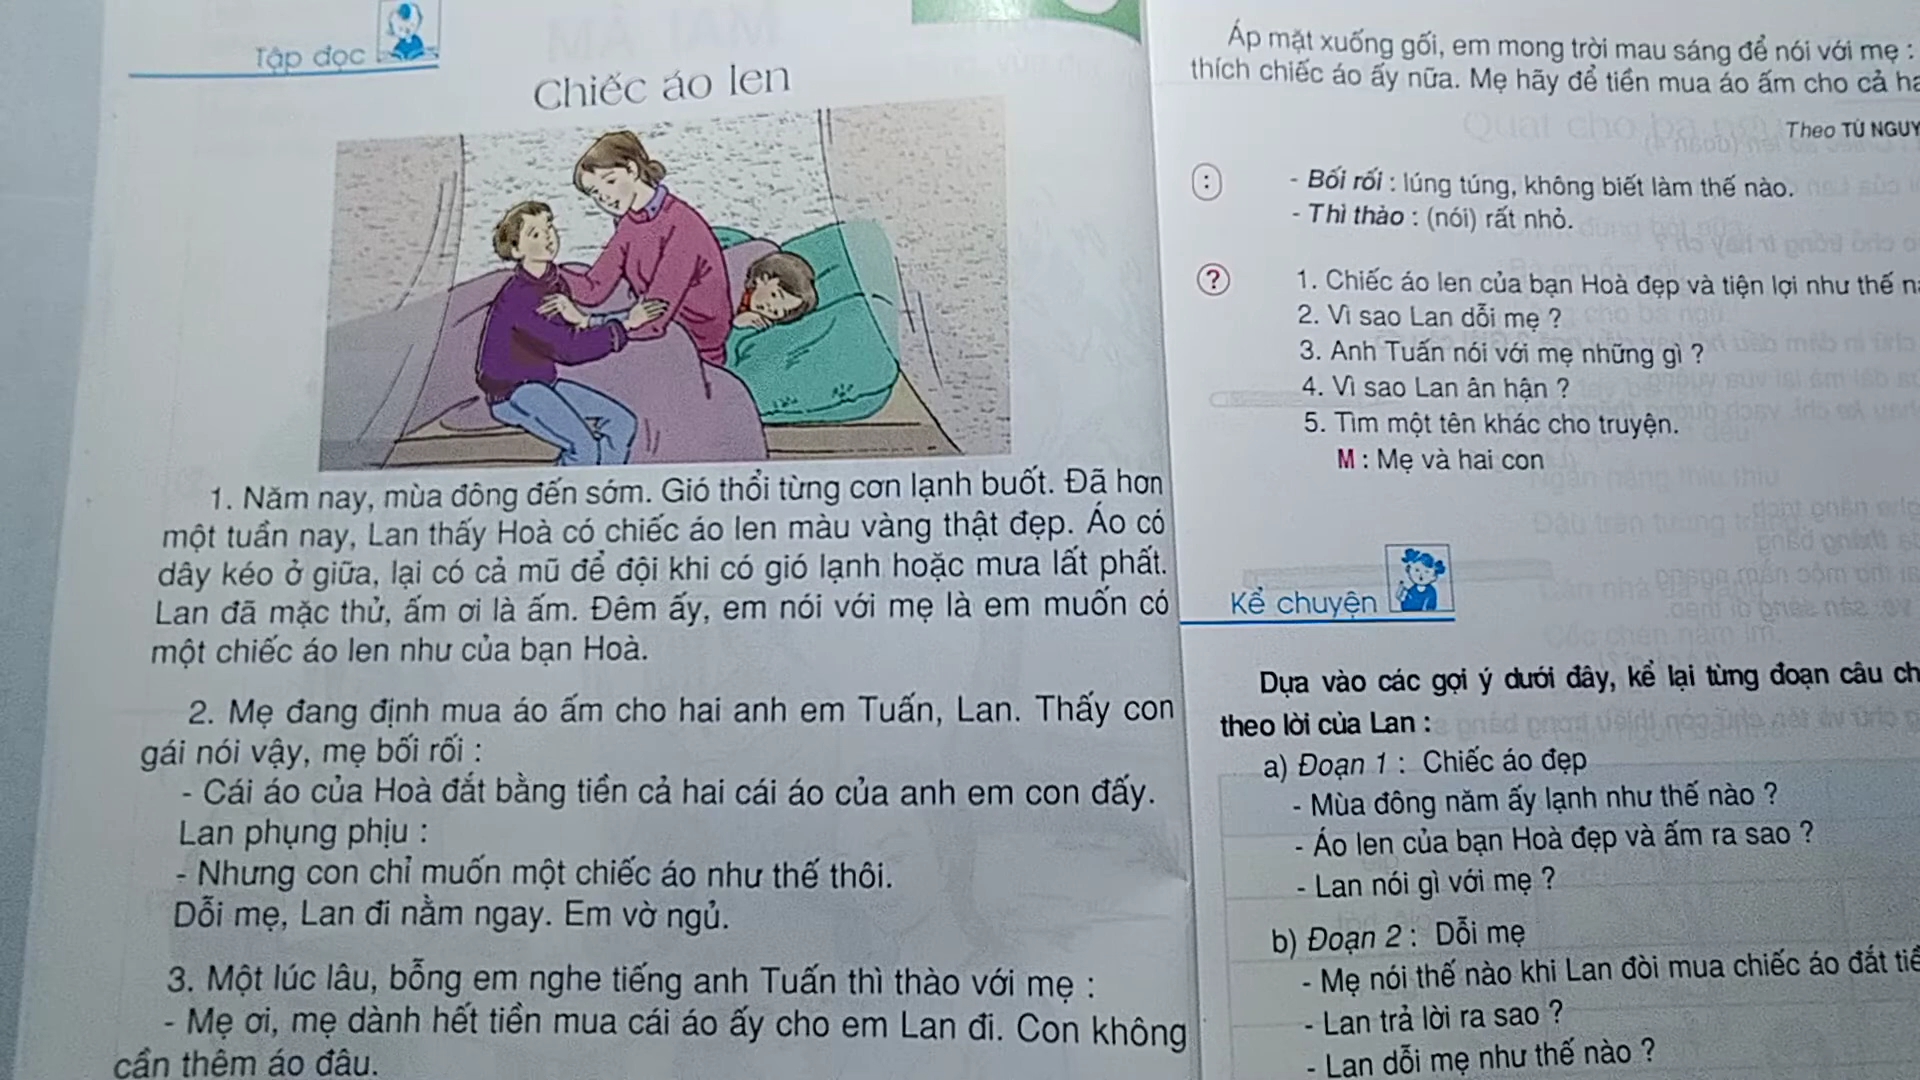 Tập đọc
Chiếc áo len
1. Năm nay, mùa đông đến sớm. Gió thổi từng cơn lạnh buốt. Đã hơn
một tuần nay, Lan thấy Hoà có chiếc áo len màu vàng thật đẹp. Áo có
dây kéo ở giữa, lại có cả mũ để đội khi có gió lạnh hoặc mưa lất phất.
Lan đã mặc thử, ấm ơi là ấm. Đêm ấy, em nói với mẹ là em muốn có
một chiếc áo len như của bạn Hoà.
2. Mẹ đang định mua áo ấm cho hai anh em Tuấn, Lan. Thấy con
gái nói vậy, mẹ bối rối :
- Cái áo của Hoà đắt bằng tiền cả hai cái áo của anh em con đấy.
Lan phụng phịu :
- Nhưng con chỉ muốn một chiếc áo như thế thôi.
Dỗi mẹ, Lan đi nằm ngay. Em vờ ngủ.
3. Một lúc lâu, bỗng em nghe tiếng anh Tuấn thì thào với mẹ :
- Mẹ ơi, mẹ dành hết tiền mua cái áo ấy cho em Lan đi. Con không
cần thêm áo đâu.
Áp mặt xuống gối, em mong trời mau sáng để nói với mẹ :
thích chiếc áo ấy nữa. Mẹ hãy để tiền mua áo ấm cho cả
Theo TÚ
- Bối rối : lúng túng, không biết làm thế nào.
- Thì thào : (nói) rất nhỏ.
1. Chiếc áo len của bạn Hoà đẹp và tiện lợi như thế
2. Vì sao Lan dỗi mẹ ?
3. Anh Tuấn nói với mẹ những gì ?
4. Vì sao Lan ân hận ?
5. Tìm một tên khác cho truyện.
M : Mẹ và hai con
Kể chuyện
Dựa vào các gợi ý dưới đây, kể lại từng đoạn câu
theo lời của Lan :
a) Đoạn 1 : Chiếc áo đẹp
- Mùa đông năm ấy lạnh như thế nào ?
- Áo len của bạn Hoà đẹp và ấm ra sao ?
- Lan nói gì với mẹ ?
b) Đoạn 2 : Dỗi mẹ
- Mẹ nói thế nào khi Lan đòi mua chiếc áo đắt
- Lan trả lời ra sao ?
- Lan dỗi mẹ như thế nào ?